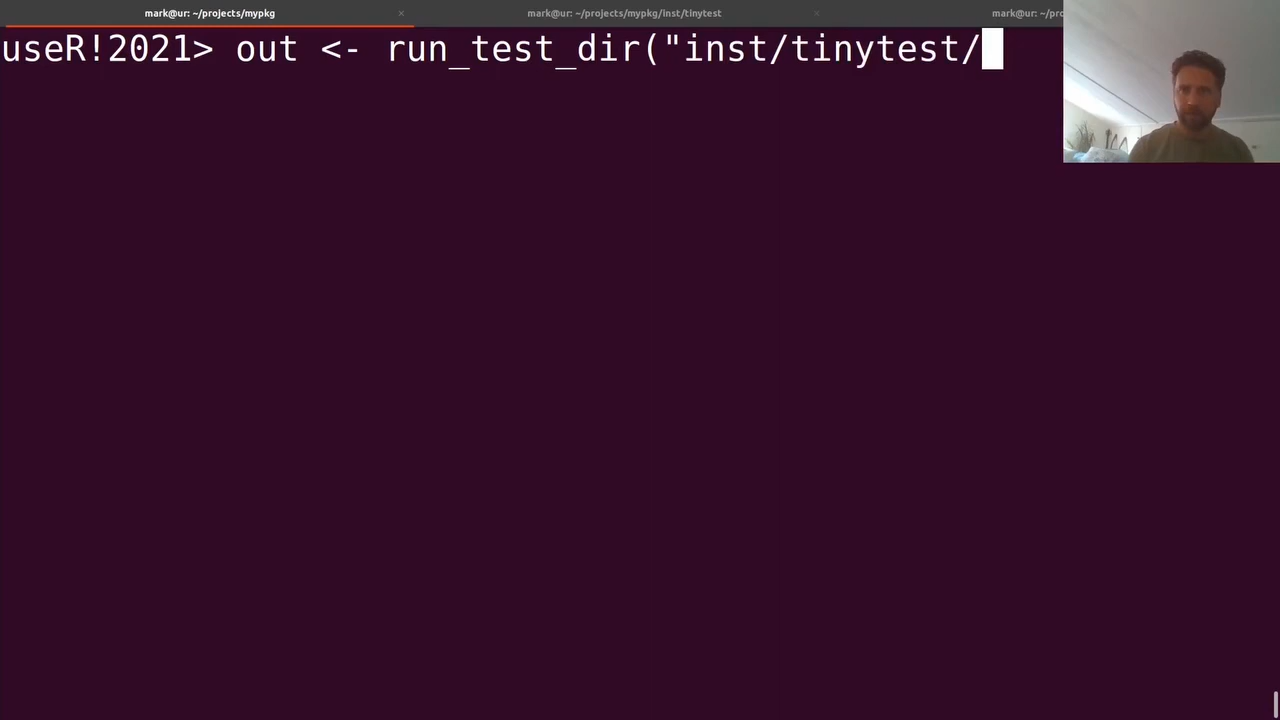 mark@ur: ~/projects/mypkg ×
mark@ur: ~/projects/mypkg/inst/tinytest ×
mark@ur: ~/pro
useR!2021> out <- run_test_dir("inst/tinytest/